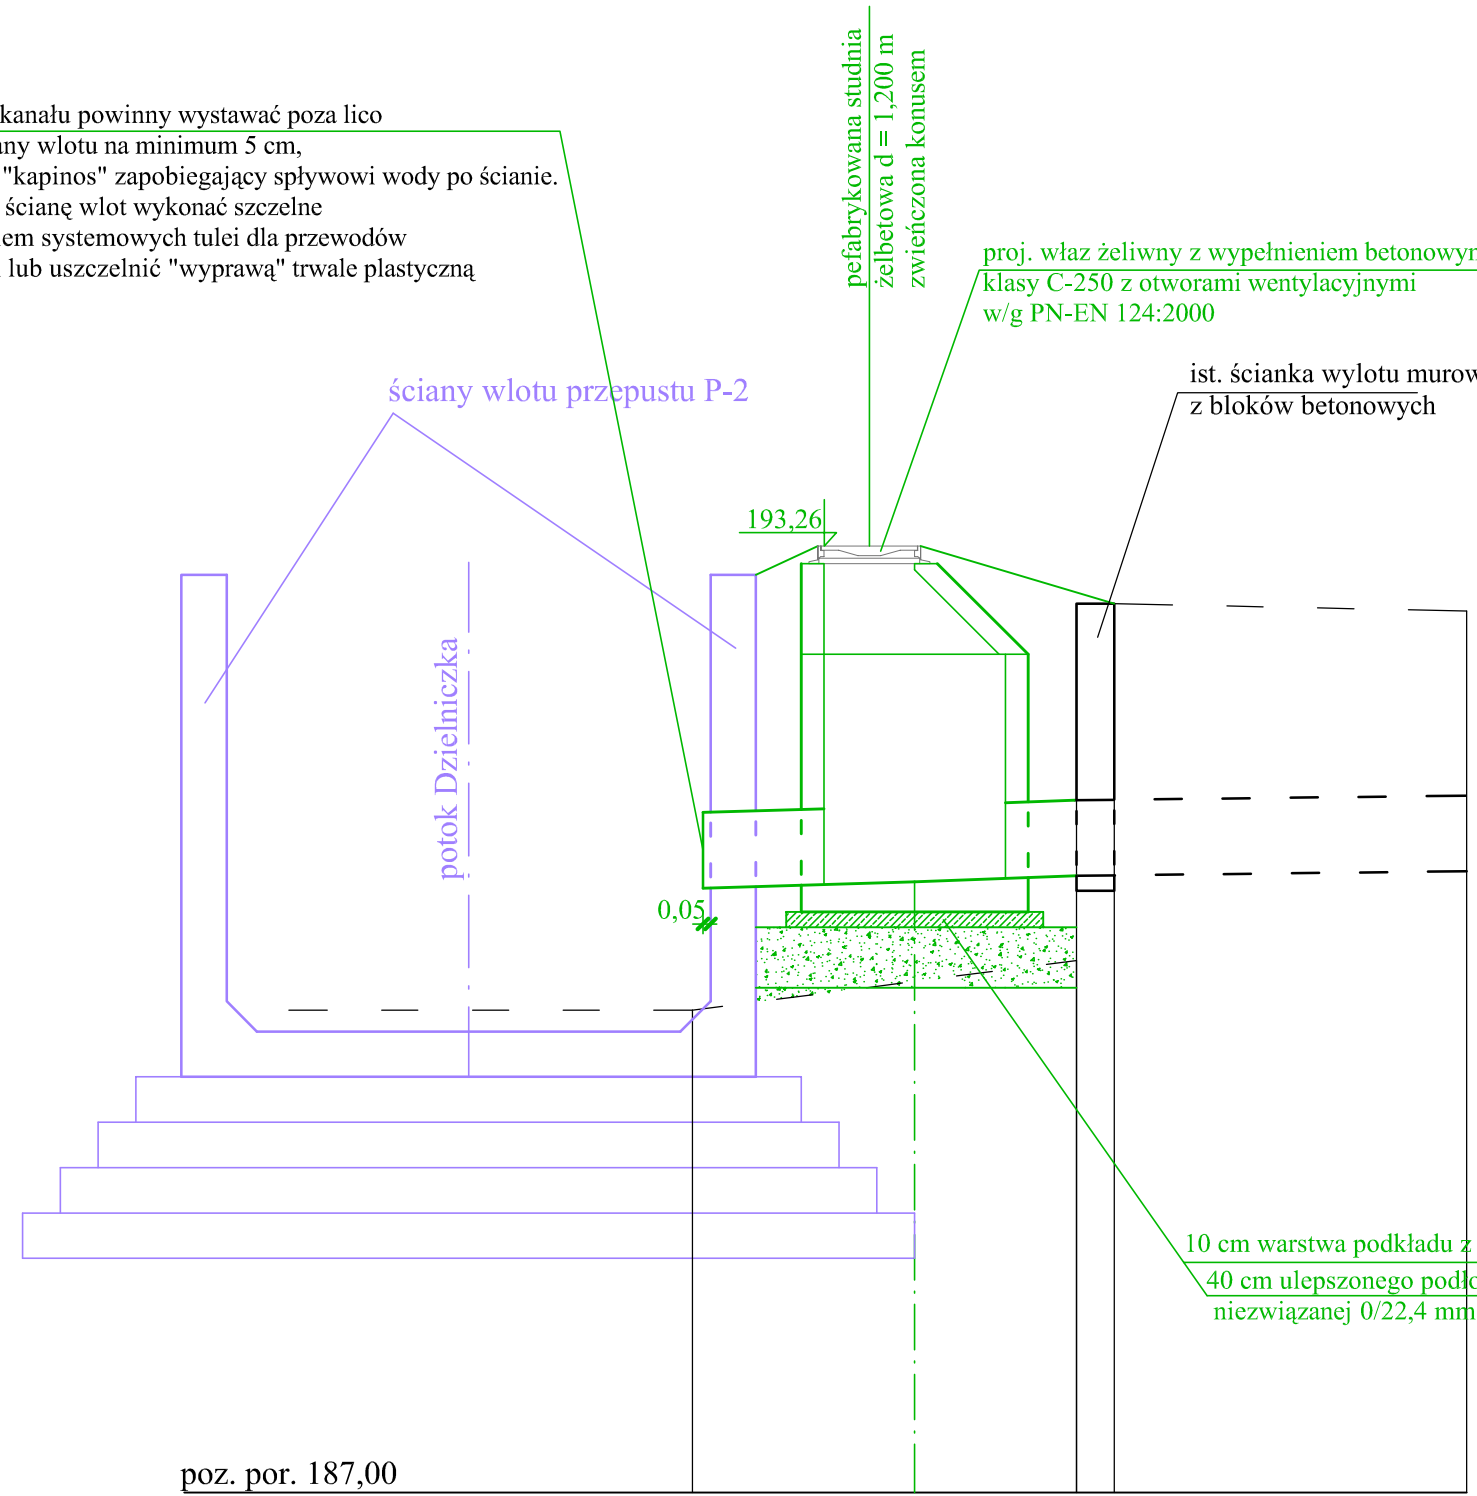 kanału powinny wystawać poza lico
any wlotu na minimum 5 cm,
"kapinos" zapobiegający spływowi wody po ścianie.
ścianę wlot wykonać szczelne
iem systemowych tulei dla przewodów
lub uszczelnić "wyprawą" trwale plastyczną
pefabrykowana studnia
żelbetowa d = 1,200 m
zwieńczona konusem
proj. właz żeliwny z wypełnieniem betonowym
klasy C-250 z otworami wentylacyjnymi
w/g PN-EN 124:2000
ist. ścianka wylotu murow
z bloków betonowych
ściany wlotu przepustu P-2
193,26
potok Dzielniczka
0,05
10 cm warstwa podkładu z
40 cm ulepszonego podło
niezwiązanej 0/22,4 mm
poz. por. 187,00